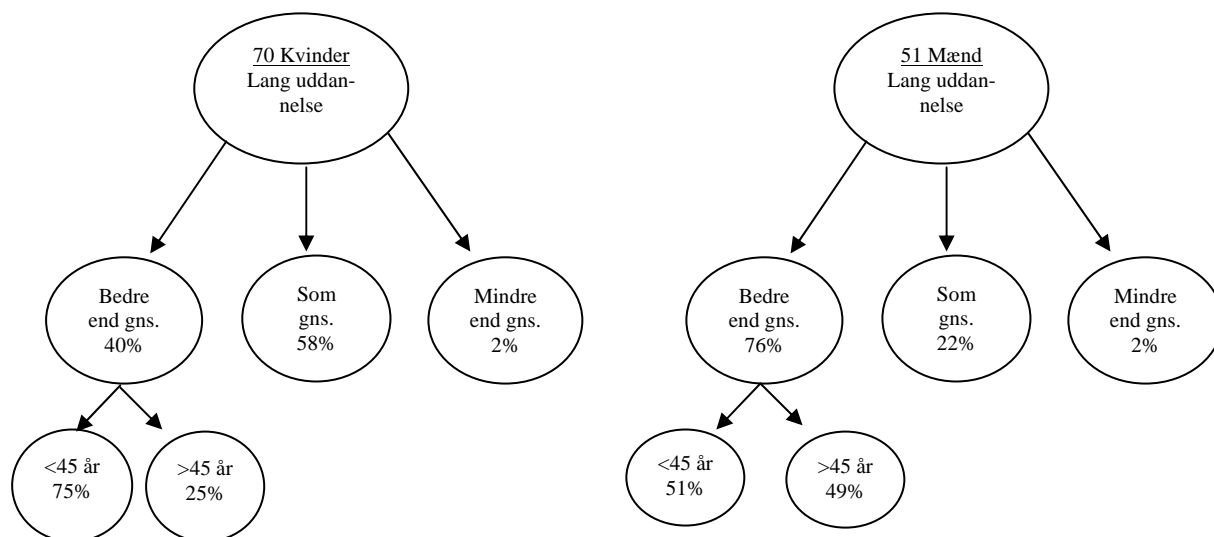 70 Kvinder
Lang uddan-
nelse
Bedre
end gns.
40%
Som
gns.
58%
Mindre
end gns.
2%
<45 år
75%
>45 år
25%
51 Mænd
Lang uddan-
nelse
Bedre
end gns.
76%
Som
gns.
22%
Mindre
end gns.
2%
<45 år
51%
>45 år
49%